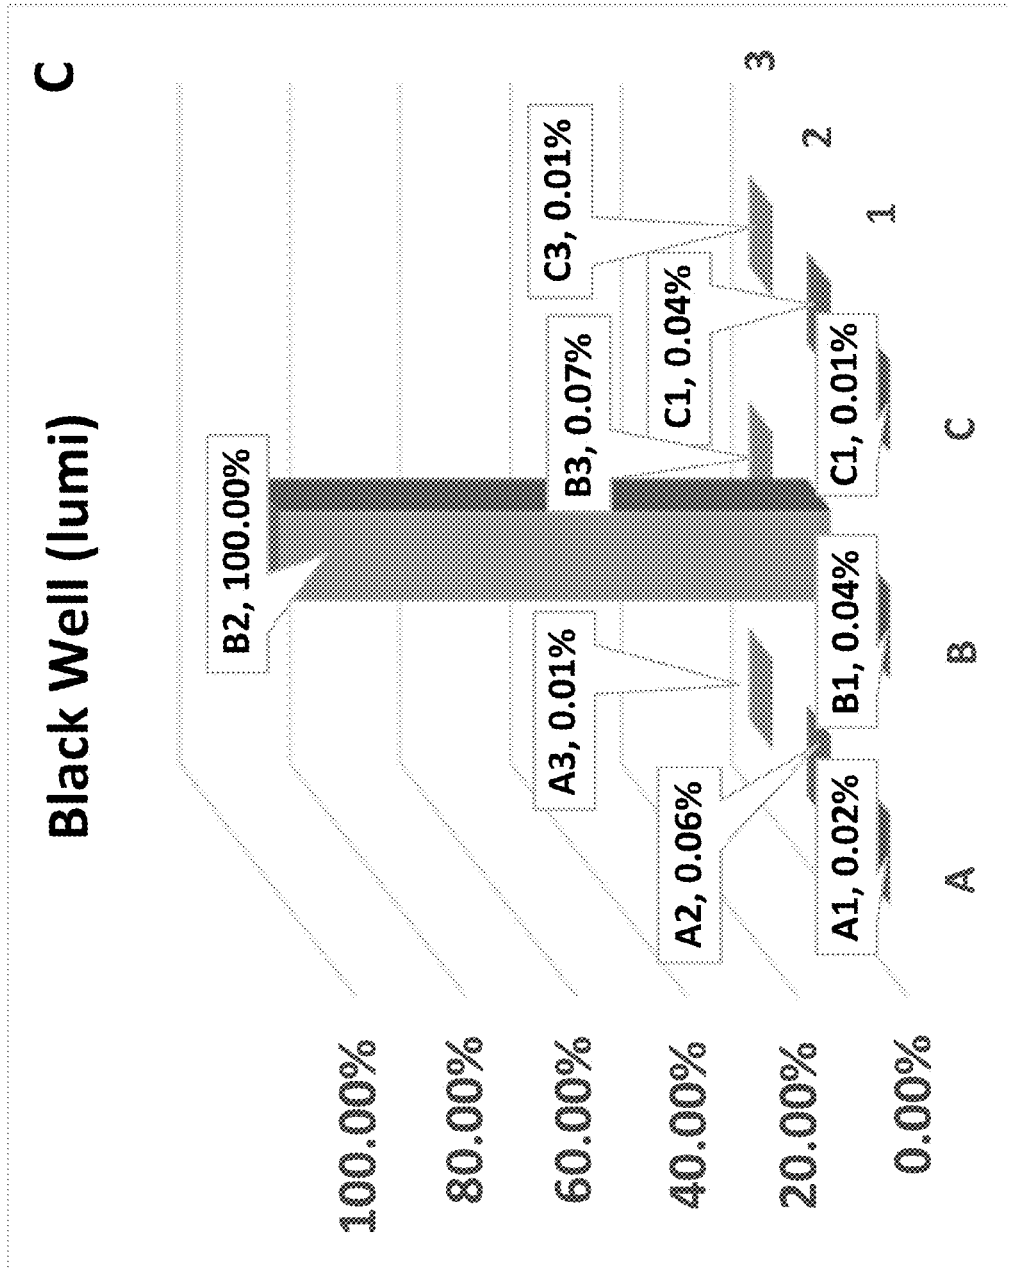 Black Well (lumi)
C
100.00%
80.00%
60.00%
40.00%
20.00%
0.00%
B2, 100.00%
A3, 0.01%
B3, 0.07%
C3, 0.01%
A2, 0.06%
C1, 0.04%
A1, 0.02%
B1, 0.04%
C1, 0.01%
A
B
C
1
2
3